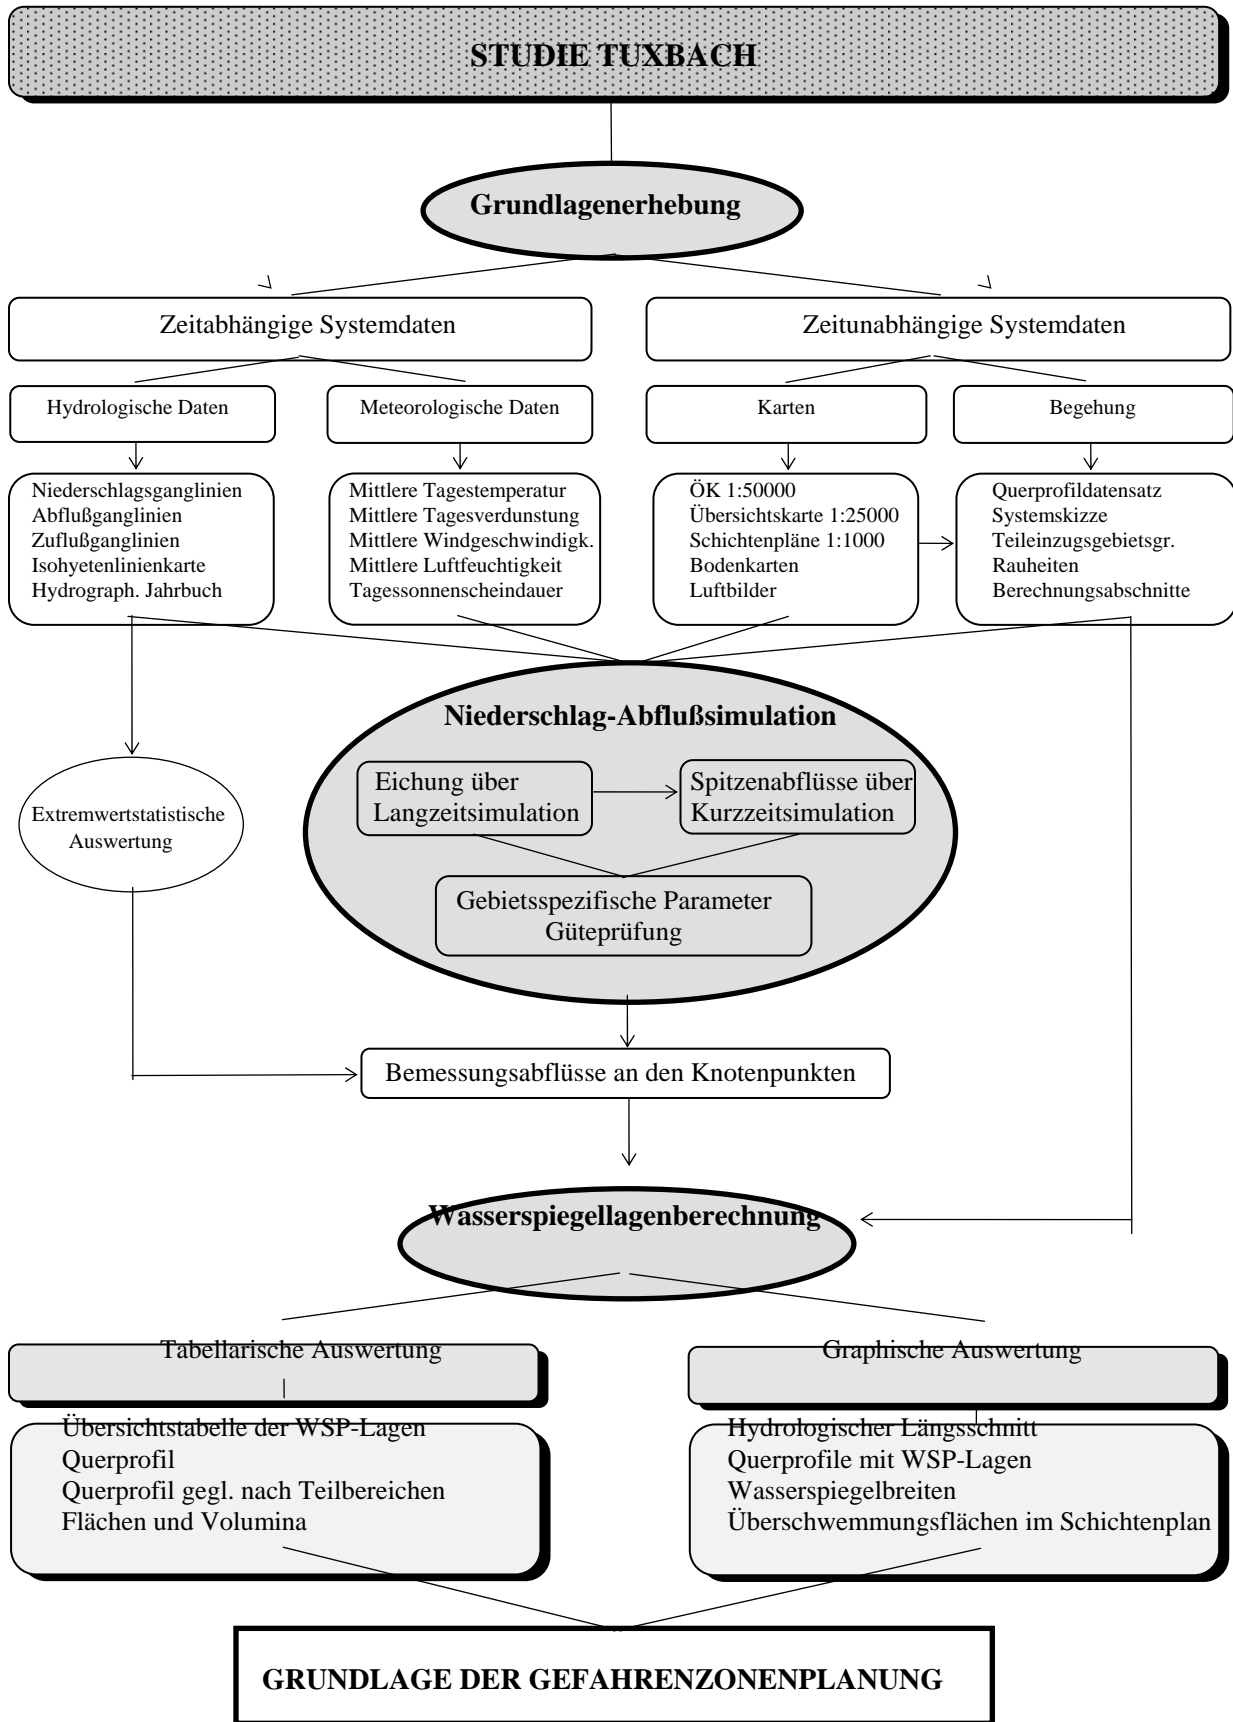 STUDIE TUXBACH
Grundlagenerhebung
Zeitabhängige Systemdaten
Zeitunabhängige Systemdaten
Hydrologische Daten
Meteorologische Daten
Karten
Begehung
Niederschlagsganglinien
Abflußganglinien
Zuflußganglinien
Isohyetenlinienkarte
Hydrograph. Jahrbuch
Mittlere Tagestemperatur
Mittlere Tagesverdunstung
Mittlere Windgeschwindigk.
Mittlere Luftfeuchtigkeit
Tagessonnenscheindauer
ÖK 1:50000
Übersichtskarte 1:25000
Schichtenpläne 1:1000
Bodenkarten
Luftbilder
Querprofildatensatz
Systemskizze
Teileinzugsgebietsgr.
Rauheiten
Berechnungsabschnitte
Niederschlag-Abflußsimulation
Eichung über
Langzeitsimulation
Spitzenabflüsse über
Kurzzeitsimulation
Extremwertstatistische
Auswertung
Gebietsspezifische Parameter
Güteprüfung
Bemessungsabflüsse an den Knotenpunkten
Wasserspiegellagenberechnung
Tabellarische Auswertung
Graphische Auswertung
Übersichtstabelle der WSP-Lagen
Querprofil
Querprofil gegl. nach Teilbereichen
Flächen und Volumina
Hydrologischer Längsschnitt
Querprofile mit WSP-Lagen
Wasserspiegelbreiten
Überschwemmungsflächen im Schichtenplan
GRUNDLAGE DER GEFAHRENZONENPLANUNG